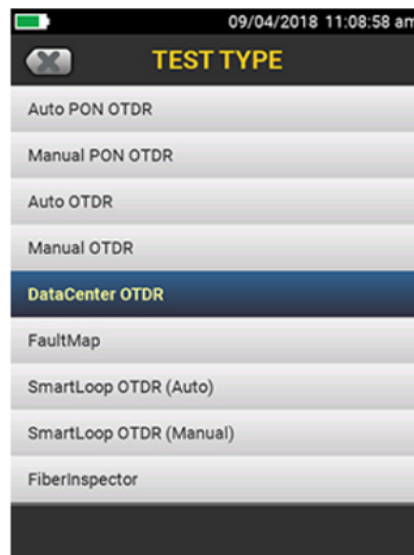 09/04/2018 11:08:58 am
TEST TYPE
Auto PON OTDR
Manual PON OTDR
Auto OTDR
Manual OTDR
DataCenter OTDR
FaultMap
SmartLoop OTDR (Auto)
SmartLoop OTDR (Manual)
FiberInspector